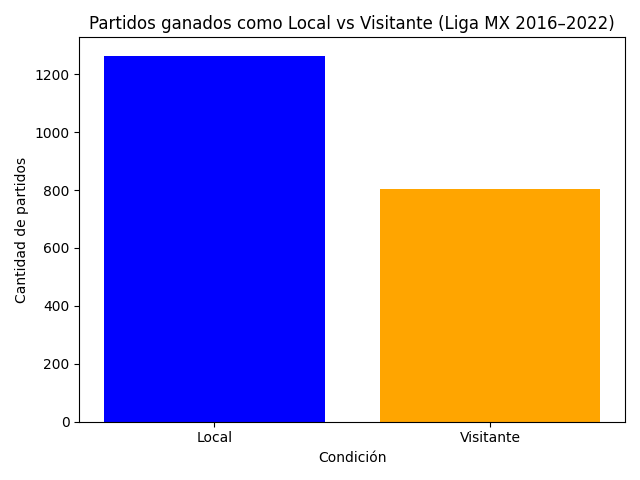 Partidos ganados como Local vs Visitante (Liga MX 2016–2022)
Cantidad de partidos
1200
1000
800
600
400
200
0
Local
Visitante
Condición